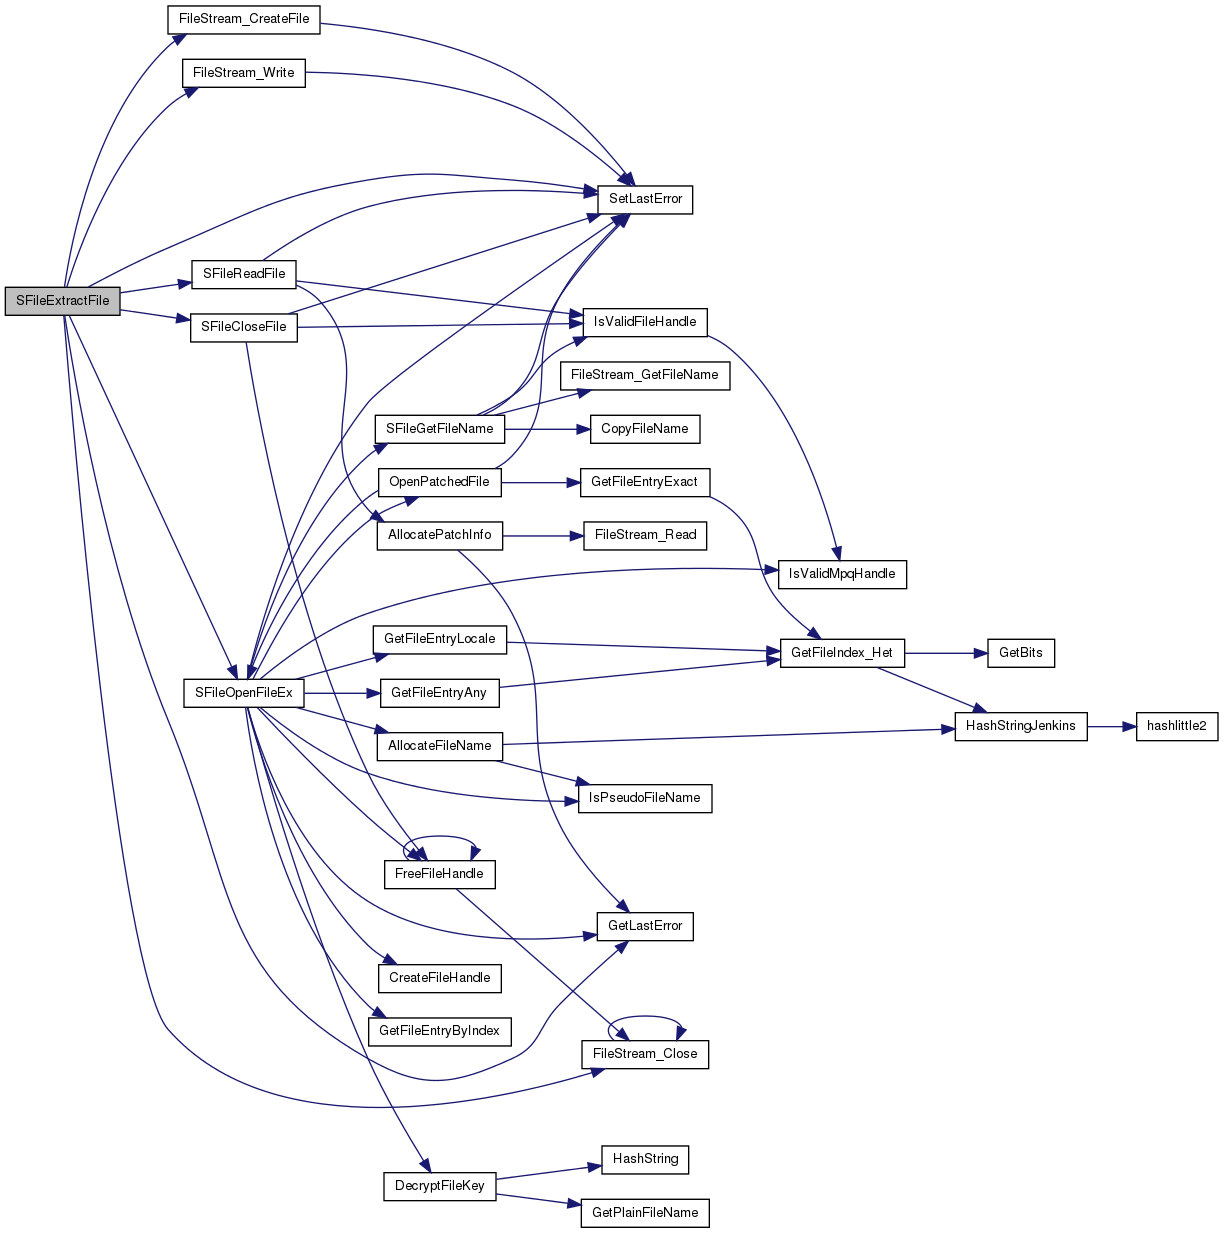 FileStream_CreateFile
FileStream_Write
SetLastError
SFileReadFile
SFileExtractFile
SFileCloseFile
IsValidFileHandle
FileStream_GetFileName
SFileGetFileName
CopyFileName
OpenPatchedFile
GetFileEntryExact
AllocatePatchInfo
FileStream_Read
IsValidMpqHandle
GetFileEntryLocale
GetFileIndex_Het
GetBits
SFileOpenFileEx
GetFileEntryAny
HashStringJenkins
hashlittle2
AllocateFileName
IsPseudoFileName
FreeFileHandle
GetLastError
CreateFileHandle
GetFileEntryByIndex
FileStream_Close
HashString
DecryptFileKey
GetPlainFileName